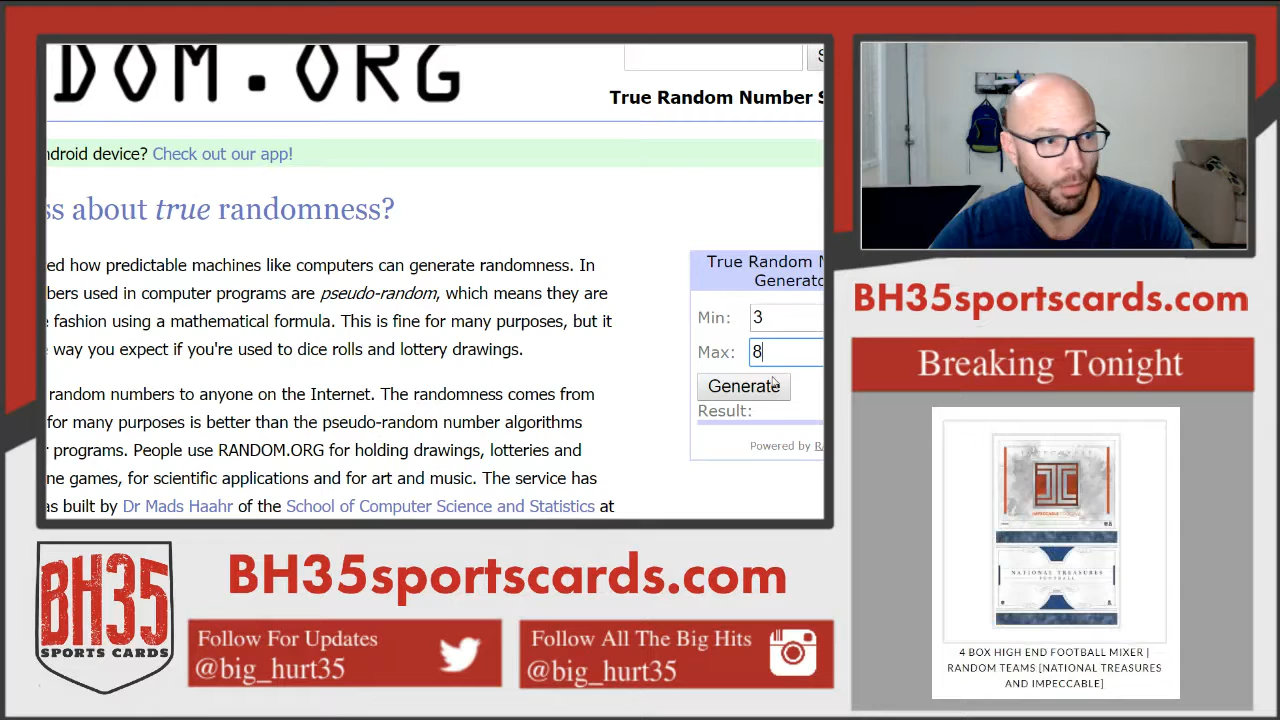 DOM.ORG
True Random Number S
ndroid device? Check out our app!
ss about true randomness?
ed how predictable machines like computers can generate randomness. In
bers used in computer programs are pseudo-random, which means they are
fashion using a mathematical formula. This is fine for many purposes, but it
way you expect if you're used to dice rolls and lottery drawings.
random numbers to anyone on the Internet. The randomness comes from
for many purposes is better than the pseudo-random number algorithms
programs. People use RANDOM.ORG for holding drawings, lotteries and
ne games, for scientific applications and for art and music. The service has
as built by Dr Mads Haahr of the School of Computer Science and Statistics at
True Random N
Generato
Min: 3
Max: 8
Generate
Result:
Powered by RA
BH35sportscards.com
Breaking Tonight
NATIONAL TREASURES
FOOTBALL
4 BOX HIGH END FOOTBALL MIXER |
RANDOM TEAMS [NATIONAL TREASURES
AND IMPECCABLE]
BH35
SPORTS CARDS
BH35sportscards.com
Follow For Updates
@big_hurt35
Follow All The Big Hits
@big_hurt35